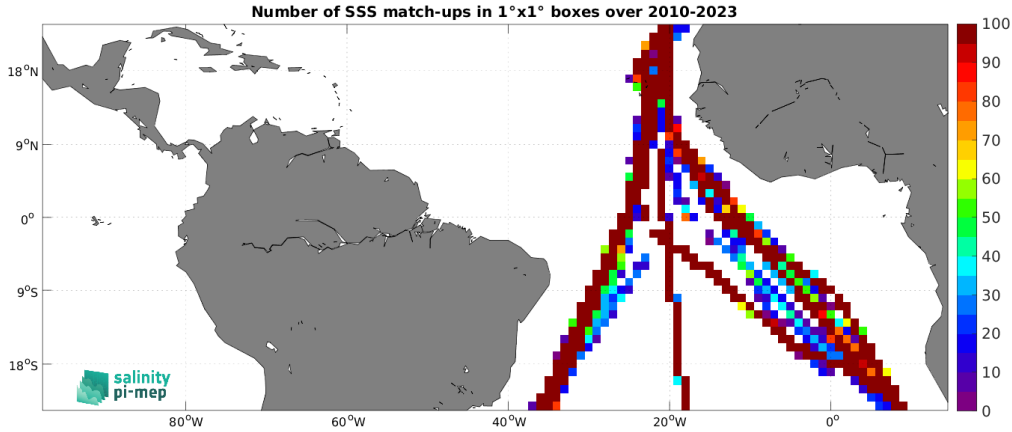 Number of SSS match-ups in 1°x1° boxes over 2010-2023
18°N
9°N
0°
9°S
18°S
80°W
60°W
40°W
20°W
0°
100
90
80
70
60
50
40
30
20
10
0
salinity
pi-mep